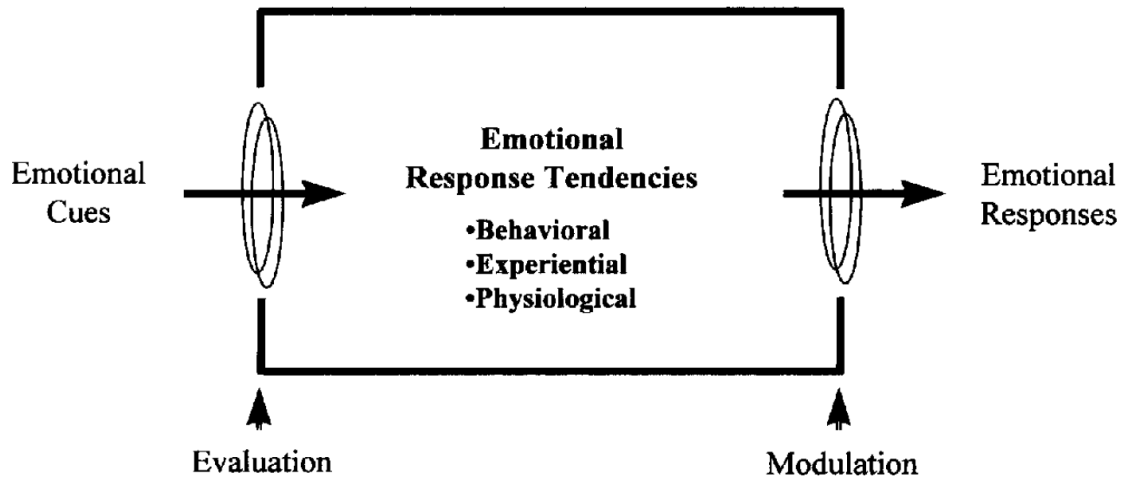 Emotional
Cues
Emotional
Response Tendencies
•Behavioral
•Experiential
•Physiological
Emotional
Responses
Evaluation
Modulation